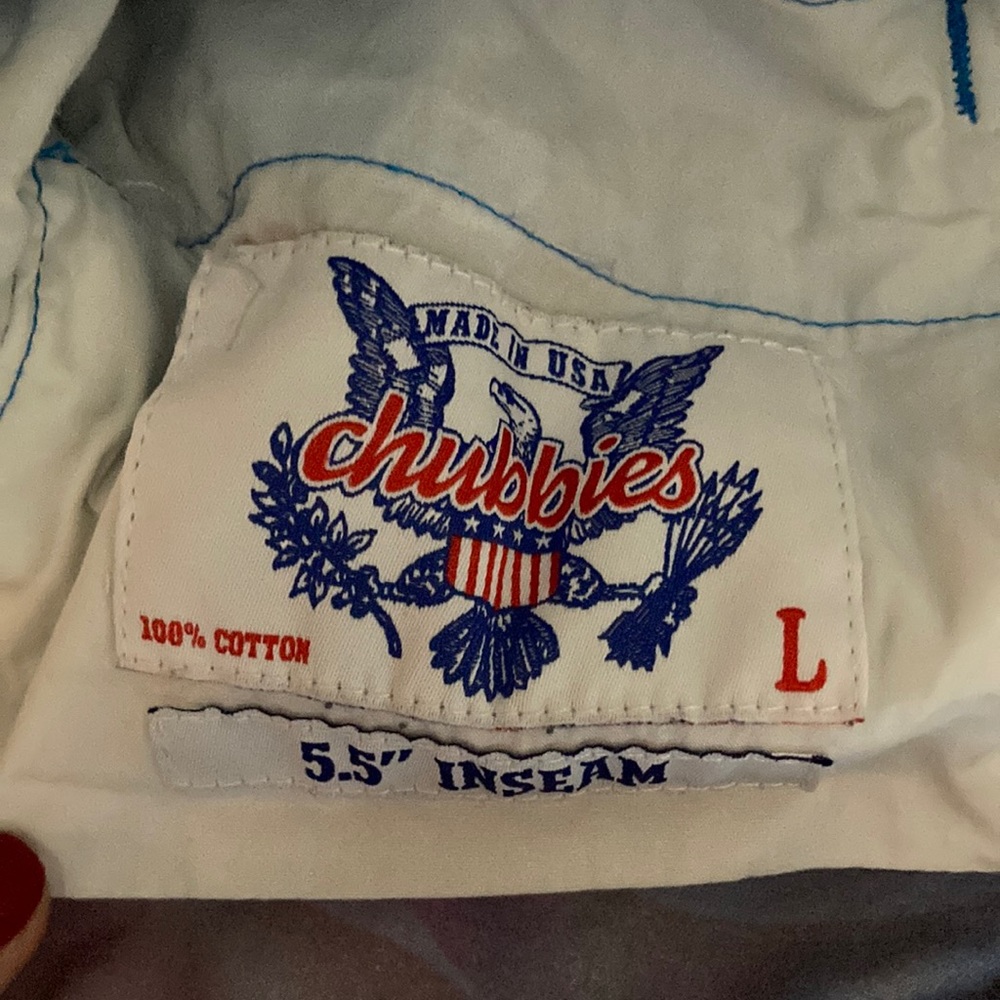 MADE IN USA
chubbies
100% COTTON
L
5.5" INSEAM